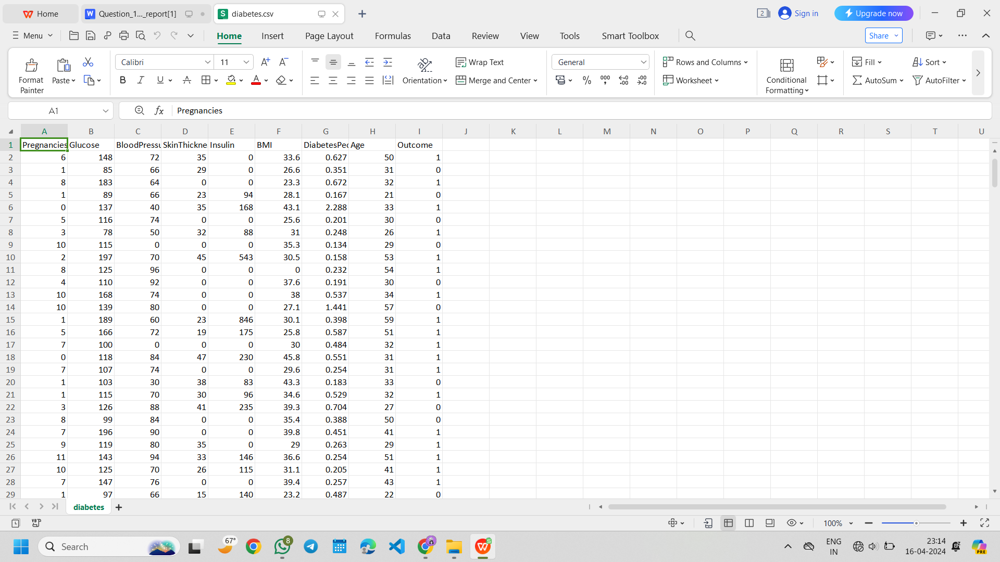 Home
Question_1..._report[1]
diabetes.csv
2
Sign in
Upgrade now
Menu
Home
Insert
Page Layout
Formulas
Data
Review
View
Tools
Smart Toolbox
Share
Format Painter
Paste
Calibri
11
Orientation
Wrap Text
Merge and Center
General
Rows and Columns
Worksheet
Conditional Formatting
Fill
AutoSum
Sort
AutoFilter
A1
fx
Pregnancies
A B C D E F G H I J K L M N O P Q R S T U
1 Pregnancies Glucose BloodPressu SkinThickne Insulin BMI DiabetesPed Age Outcome
2 6 148 72 35 0 33.6 0.627 50 1
3 1 85 66 29 0 26.6 0.351 31 0
4 8 183 64 0 0 23.3 0.672 32 1
5 1 89 66 23 94 28.1 0.167 21 0
6 0 137 40 35 168 43.1 2.288 33 1
7 5 116 74 0 0 25.6 0.201 30 0
8 3 78 50 32 88 31 0.248 26 1
9 10 115 0 0 0 35.3 0.134 29 0
10 2 197 70 45 543 30.5 0.158 53 1
11 8 125 96 0 0 0 0.232 54 1
12 4 110 92 0 0 37.6 0.191 30 0
13 10 168 74 0 0 38 0.537 34 1
14 10 139 80 0 0 27.1 1.441 57 0
15 1 189 60 23 846 30.1 0.398 59 1
16 5 166 72 19 175 25.8 0.587 51 1
17 7 100 0 0 0 30 0.484 32 1
18 0 118 84 47 230 45.8 0.551 31 1
19 7 107 74 0 0 29.6 0.254 31 1
20 1 103 30 38 83 43.3 0.183 33 0
21 1 115 70 30 96 34.6 0.529 32 1
22 3 126 88 41 235 39.3 0.704 27 0
23 8 99 84 0 0 35.4 0.388 50 0
24 7 196 90 0 0 39.8 0.451 41 1
25 9 119 80 35 0 29 0.263 29 1
26 11 143 94 33 146 36.6 0.254 51 1
27 10 125 70 26 115 31.1 0.205 41 1
28 7 147 76 0 0 39.4 0.257 43 1
29 1 97 66 15 140 23.2 0.487 22 0
diabetes
100%
Search
67°
8
ENG
IN
23:14
16-04-2024
PRE